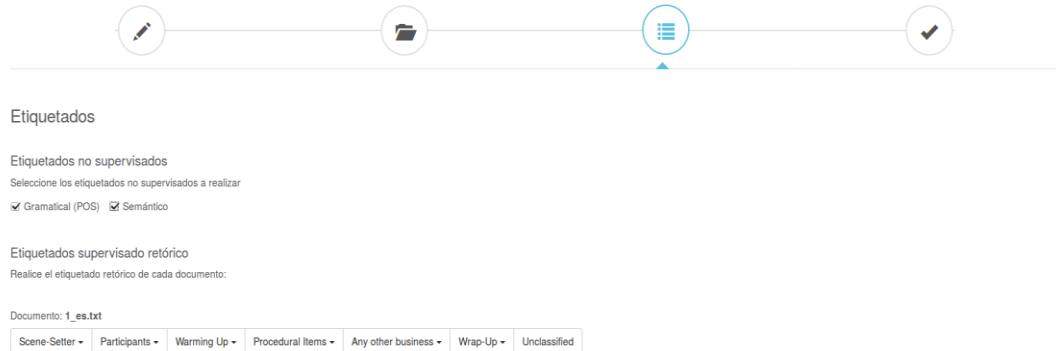 Etiquetados
Etiquetados no supervisados
Seleccione los etiquetados no supervisados a realizar
Gramatical (POS) Semántico
Etiquetados supervisado retórico
Realice el etiquetado retórico de cada documento:
Documento: 1_es.txt
Scene-Setter Participants Warming Up Procedural Items Any other business Wrap-Up Unclassified